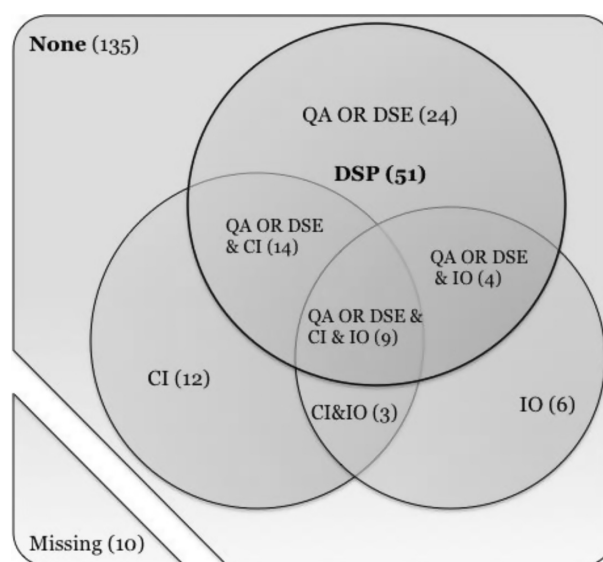 None (135)
QA OR DSE (24)
DSP (51)
QA OR DSE
& CI (14)
QA OR DSE
& IO (4)
QA OR DSE &
CI & IO (9)
CI (12)
CI&IO (3)
IO (6)
Missing (10)